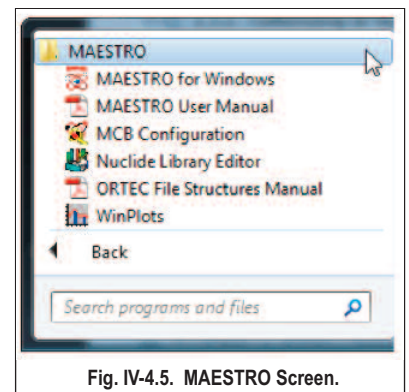 MAESTRO
MAESTRO for Windows
MAESTRO User Manual
MCB Configuration
Nuclide Library Editor
ORTEC File Structures Manual
WinPlots
Back
Search programs and files
Fig. IV-4.5. MAESTRO Screen.